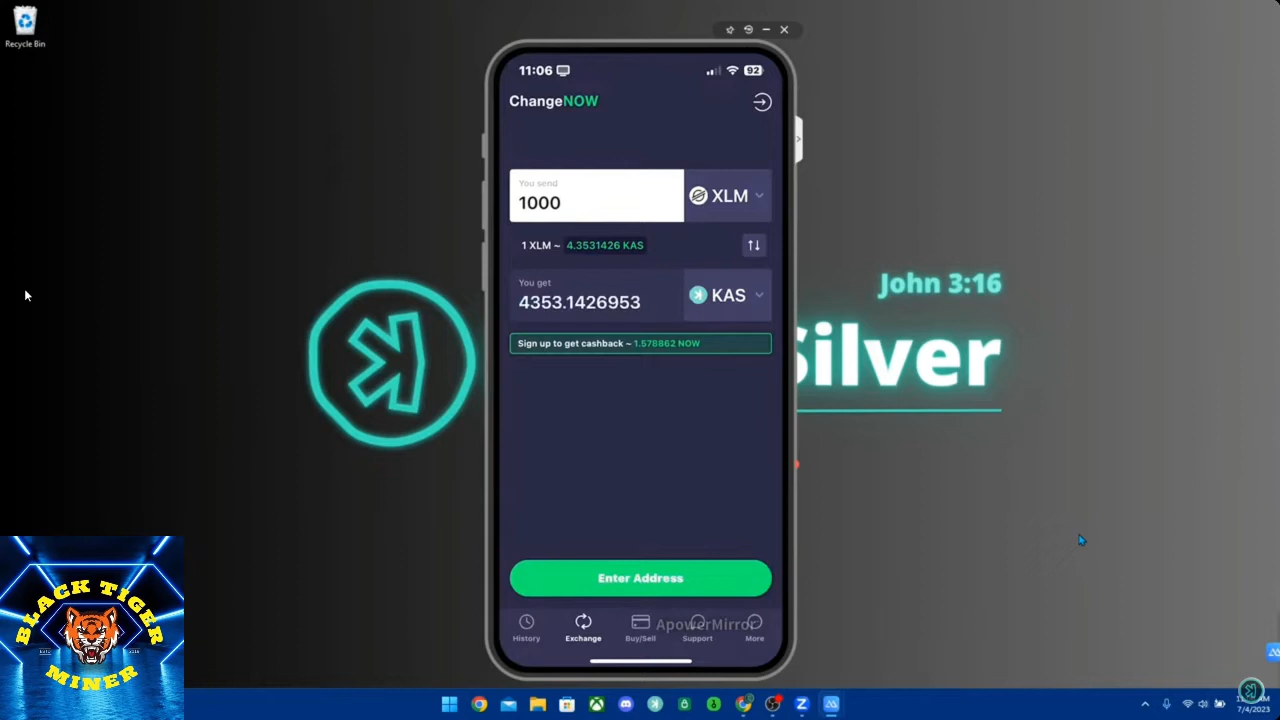 Recycle Bin
11:06
92
ChangeNOW
You send
1000
XLM
1 XLM ~ 4.3531426 KAS
You get
4353.1426953
KAS
Sign up to get cashback ~ 1.578862 NOW
Enter Address
History
Exchange
Buy/Sell
Support
More
ApowerMirror
John 3:16
Silver
BLACK TIGER
MINER
7/4/2023